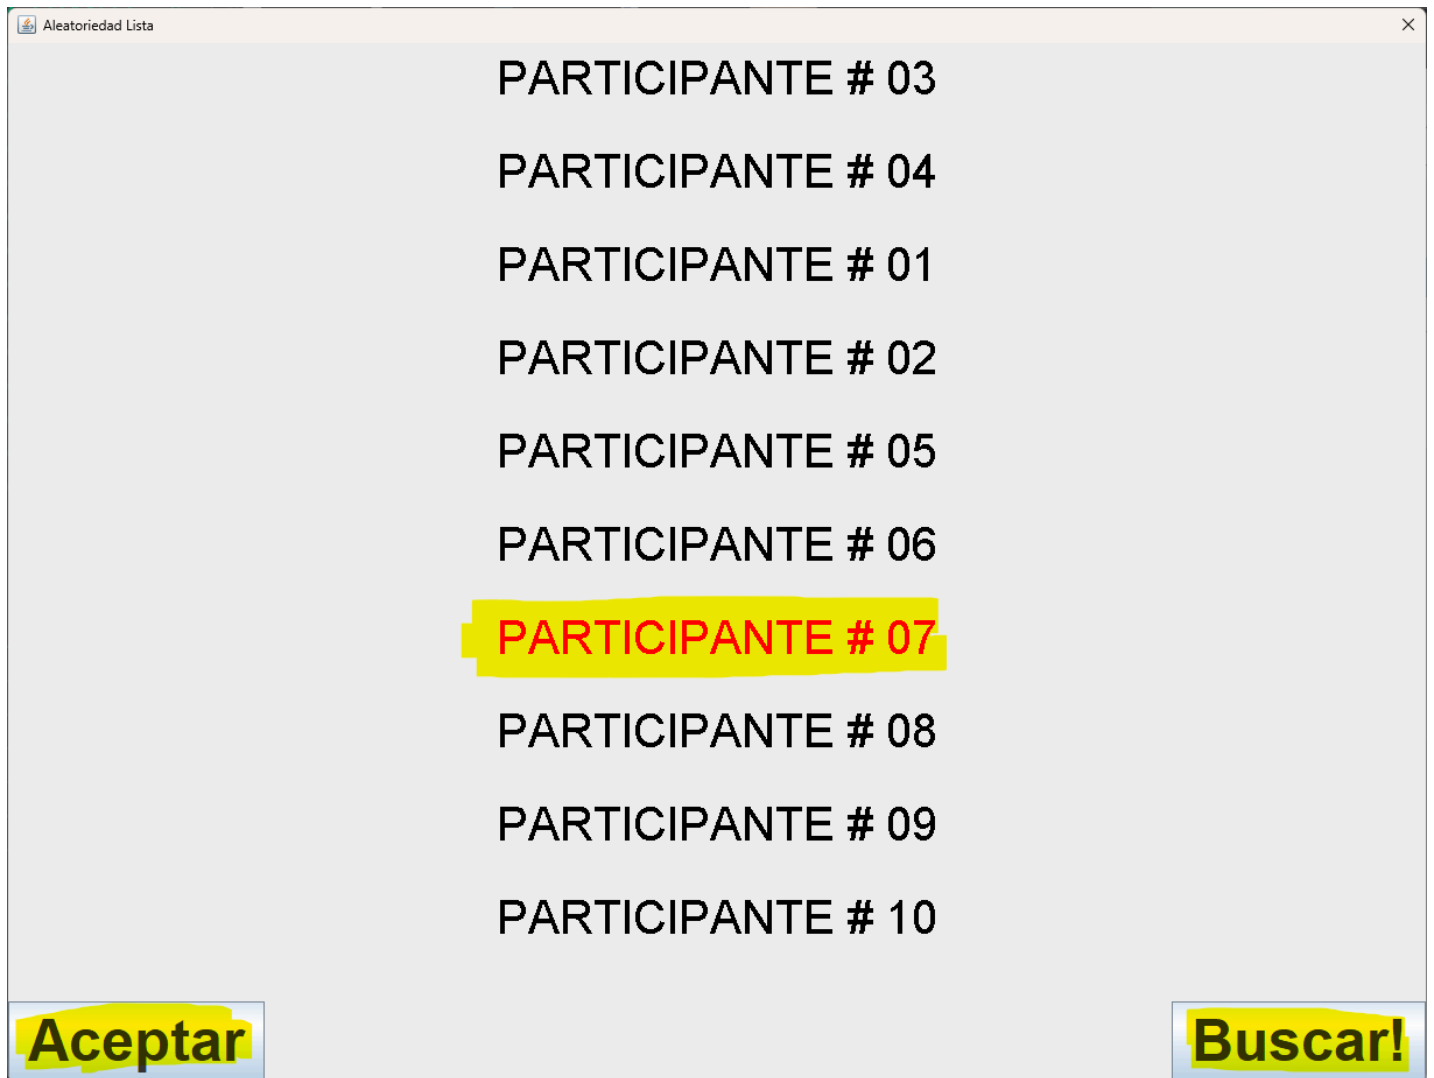 Aleatoriedad Lista
PARTICIPANTE # 03
PARTICIPANTE # 04
PARTICIPANTE # 01
PARTICIPANTE # 02
PARTICIPANTE # 05
PARTICIPANTE # 06
PARTICIPANTE # 07
PARTICIPANTE # 08
PARTICIPANTE # 09
PARTICIPANTE # 10
Aceptar
Buscar!